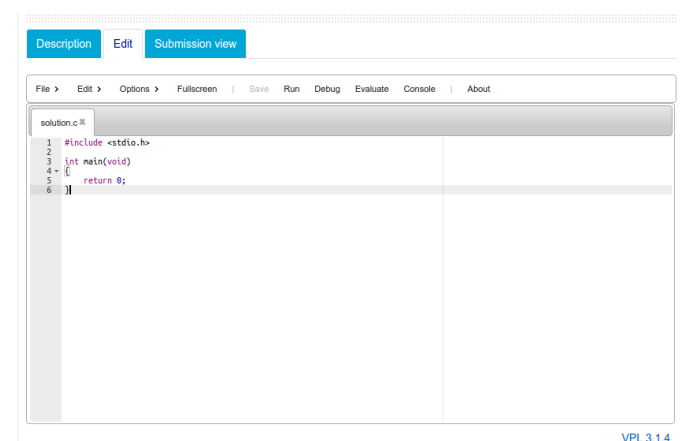 Description Edit Submission view
File › Edit › Options › Fullscreen | Save Run Debug Evaluate Console | About
solution.c
1 #include <stdio.h>
2
3 int main(void)
4 {
5 return 0;
6 }
VPL 3.1.4